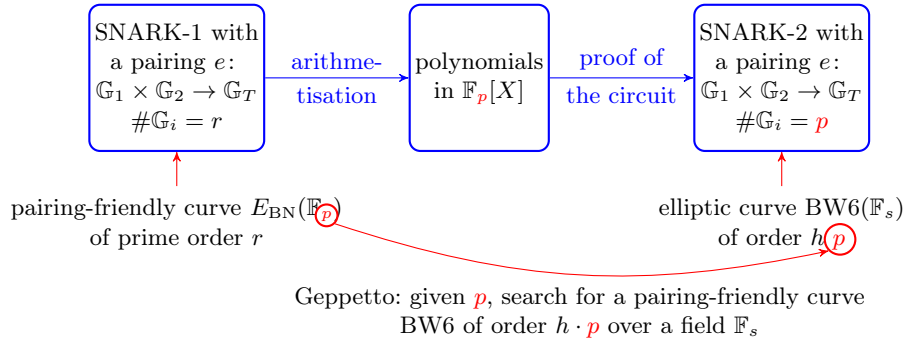 SNARK-1 with
a pairing e:
𝔾₁ × 𝔾₂ → 𝔾_T
#𝔾ᵢ = r
arithme-
tisation
polynomials
in 𝔽ₚ[X]
proof of
the circuit
SNARK-2 with
a pairing e:
𝔾₁ × 𝔾₂ → 𝔾_T
#𝔾ᵢ = p
pairing-friendly curve E_BN(𝔽ₚ)
of prime order r
elliptic curve BW6(𝔽ₛ)
of order h p
Geppetto: given p, search for a pairing-friendly curve
BW6 of order h · p over a field 𝔽ₛ